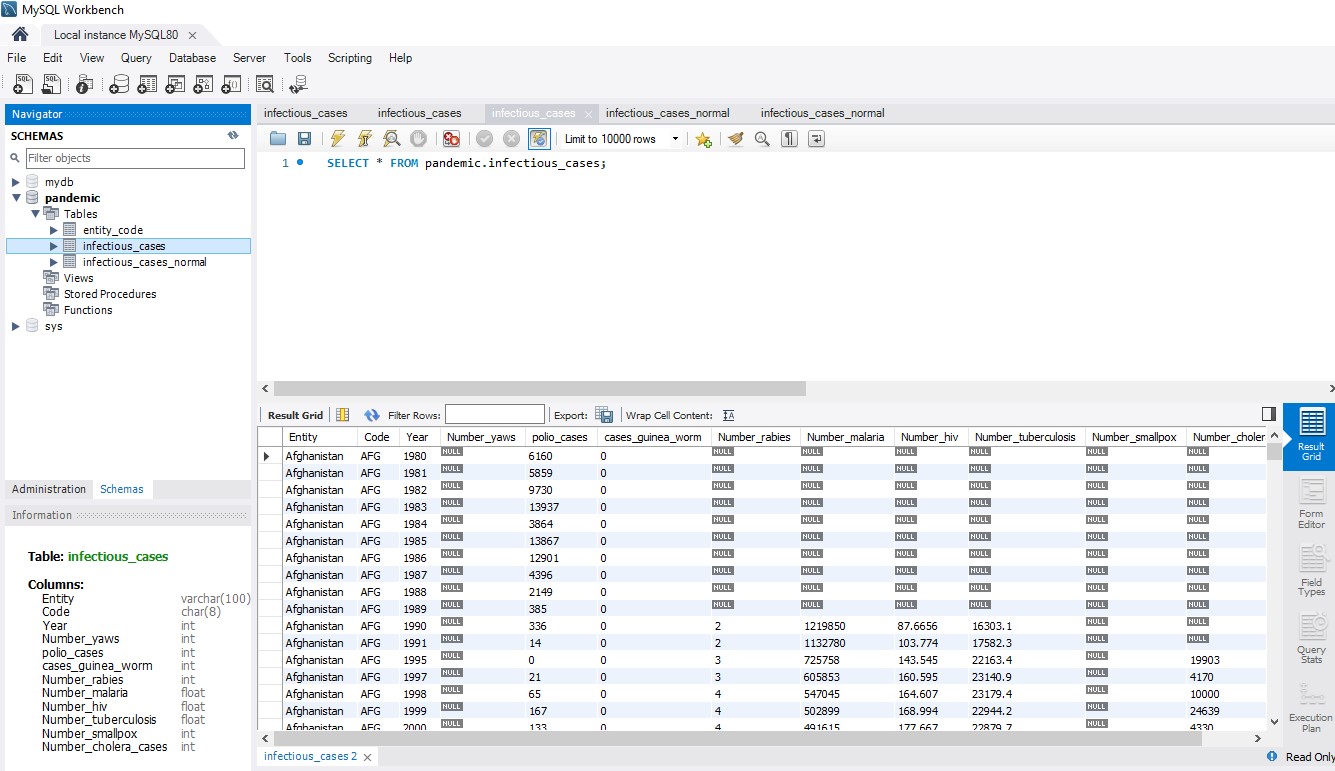 MySQL Workbench
Local instance MySQL80
File Edit View Query Database Server Tools Scripting Help
Navigator
SCHEMAS
Filter objects
mydb
pandemic
Tables
entity_code
infectious_cases
infectious_cases_normal
Views
Stored Procedures
Functions
sys
Administration Schemas
Information
Table: infectious_cases
Columns:
Entity varchar(100)
Code char(8)
Year int
Number_yaws int
polio_cases int
cases_guinea_worm int
Number_rabies int
Number_malaria float
Number_hiv float
Number_tuberculosis float
Number_smallpox int
Number_cholera_cases int
infectious_cases infectious_cases infectious_cases infectious_cases_normal infectious_cases_normal
Limit to 10000 rows
1 SELECT * FROM pandemic.infectious_cases;
Result Grid Filter Rows: Export: Wrap Cell Content:
Entity Code Year Number_yaws polio_cases cases_guinea_worm Number_rabies Number_malaria Number_hiv Number_tuberculosis Number_smallpox Number_choler
Afghanistan AFG 1980 NULL 6160 0 NULL NULL NULL NULL NULL NULL
Afghanistan AFG 1981 NULL 5859 0 NULL NULL NULL NULL NULL NULL
Afghanistan AFG 1982 NULL 9730 0 NULL NULL NULL NULL NULL NULL
Afghanistan AFG 1983 NULL 13937 0 NULL NULL NULL NULL NULL NULL
Afghanistan AFG 1984 NULL 3864 0 NULL NULL NULL NULL NULL NULL
Afghanistan AFG 1985 NULL 13867 0 NULL NULL NULL NULL NULL NULL
Afghanistan AFG 1986 NULL 12901 0 NULL NULL NULL NULL NULL NULL
Afghanistan AFG 1987 NULL 4396 0 NULL NULL NULL NULL NULL NULL
Afghanistan AFG 1988 NULL 2149 0 NULL NULL NULL NULL NULL NULL
Afghanistan AFG 1989 NULL 385 0 NULL NULL NULL NULL NULL NULL
Afghanistan AFG 1990 NULL 336 0 2 1219850 87.6656 16303.1 NULL NULL
Afghanistan AFG 1991 NULL 14 0 2 1132780 103.774 17582.3 NULL NULL
Afghanistan AFG 1995 NULL 0 0 3 725758 143.545 22163.4 NULL 19903
Afghanistan AFG 1997 NULL 21 0 3 605853 160.595 23140.9 NULL 4170
Afghanistan AFG 1998 NULL 65 0 4 547045 164.607 23179.4 NULL 10000
Afghanistan AFG 1999 NULL 167 0 4 502899 168.994 22944.2 NULL 24639
Afghanistan AFG 2000 NULL 133 0 4 491615 177.667 22879.7 NULL 4330
Result
Grid
Form
Editor
Field
Types
Query
Stats
Execution
Plan
infectious_cases 2
Read Only